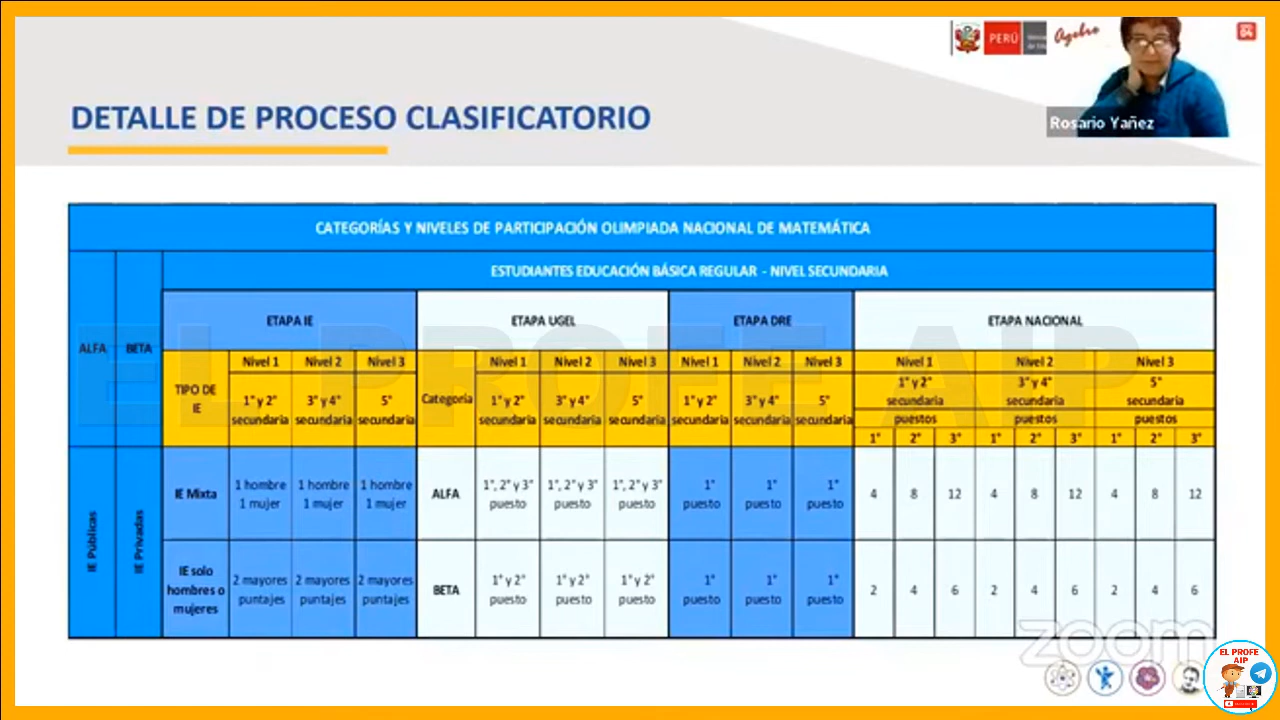 PERÚ
Rosario Yañez
DETALLE DE PROCESO CLASIFICATORIO
CATEGORÍAS Y NIVELES DE PARTICIPACIÓN OLIMPIADA NACIONAL DE MATEMÁTICA
ESTUDIANTES EDUCACIÓN BÁSICA REGULAR - NIVEL SECUNDARIA
ALFA BETA
ETAPA IE ETAPA UGEL ETAPA DRE ETAPA NACIONAL
TIPO DE
IE
Nivel 1 Nivel 2 Nivel 3 Categoria Nivel 1 Nivel 2 Nivel 3 Nivel 1 Nivel 2 Nivel 3 Nivel 1 Nivel 2 Nivel 3
1° y 2° 3° y 4° 5° 1° y 2° 3° y 4° 5° 1° y 2° 3° y 4° 5° 1° y 2° 3° y 4° 5°
secundaria secundaria secundaria secundaria secundaria secundaria secundaria secundaria secundaria secundaria secundaria secundaria
puestos puestos puestos
1° 2° 3° 1° 2° 3° 1° 2° 3°
IE Públicas
IE Privadas
IE Mixta
1 hombre 1 hombre 1 hombre ALFA 1°, 2° y 3° 1°, 2° y 3° 1°, 2° y 3° 1° 1° 1° 4 8 12 4 8 12 4 8 12
1 mujer 1 mujer 1 mujer puesto puesto puesto puesto puesto puesto
IE solo
hombres o
mujeres
2 mayores 2 mayores 2 mayores BETA 1° y 2° 1° y 2° 1° y 2° 1° 1° 1° 2 4 6 2 4 6 2 4 6
puntajes puntajes puntajes puesto puesto puesto puesto puesto puesto
EL PROFE AIP
zoom
EL PROFE
AIP